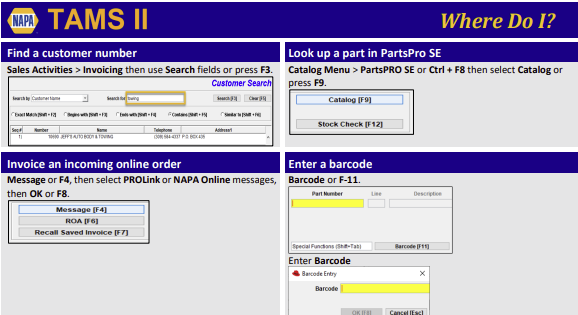 NAPA TAMS II Where Do I?
Find a customer number
Sales Activities > Invoicing then use Search fields or press F3.
Customer Search
Search by Customer Name Search for towing Search [F3] Clear [F5]
Exact Match (Shift + F2) Begins with (Shift + F3) Ends with (Shift + F4) Contains (Shift + F5) Similar to (Shift + F6)
Seq# Number Name Telephone Address1
1) 10690 JEFF'S AUTO BODY & TOWING P.O. BOX 409
Look up a part in PartsPro SE
Catalog Menu > PartsPRO SE or Ctrl + F8 then select Catalog or
press F9.
Catalog [F9]
Stock Check [F12]
Invoice an incoming online order
Message or F4, then select PROLink or NAPA Online messages,
then OK or F8.
Message [F4]
ROA [F6]
Recall Saved Invoice [F7]
Enter a barcode
Barcode or F-11.
Part Number Line Description
Special Functions (Shift+Tab) Barcode [F11]
Enter Barcode
Barcode Entry
Barcode
OK [F8] Cancel [Esc]